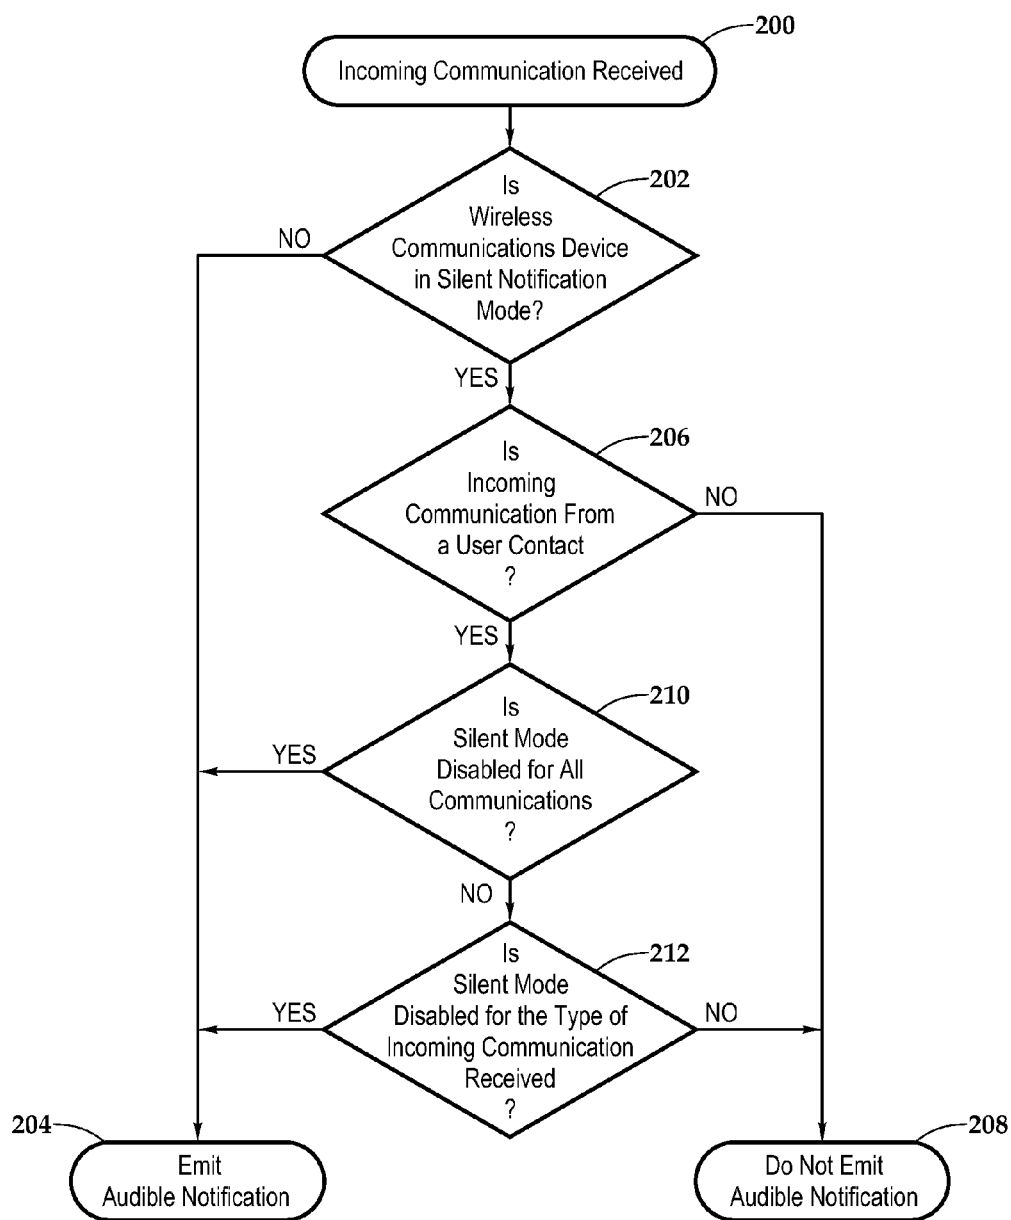 200
Incoming Communication Received
202
Is
Wireless
Communications Device
in Silent Notification
Mode?
NO
YES
206
Is
Incoming
Communication From
a User Contact
?
NO
YES
210
Is
Silent Mode
Disabled for All
Communications
?
YES
NO
212
Is
Silent Mode
Disabled for the Type of
Incoming Communication
Received
?
YES
NO
204
Emit
Audible Notification
208
Do Not Emit
Audible Notification